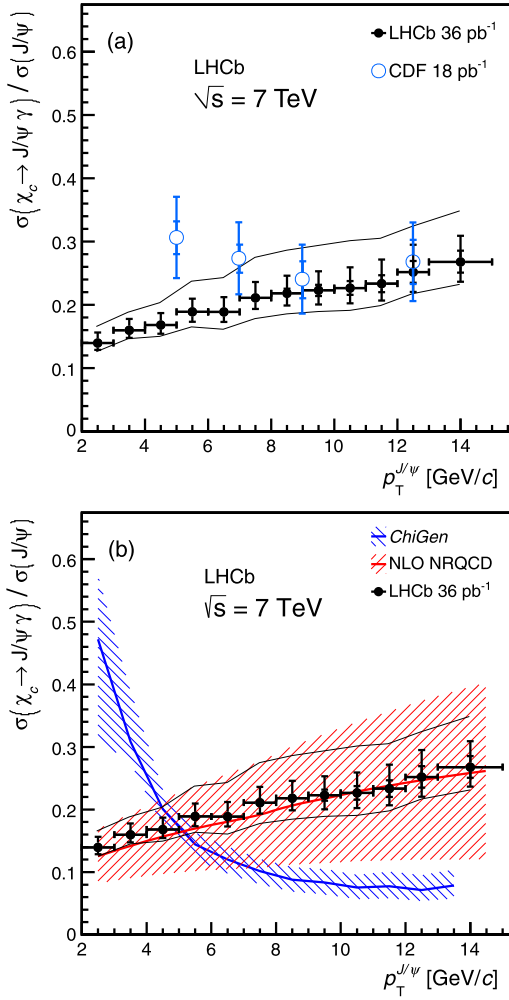 σ{χc→ J/ψ γ} / σ{J/ψ}
0.6
0.5
0.4
0.3
0.2
0.1
0
(a)
LHCb
√s = 7 TeV
LHCb 36 pb⁻¹
CDF 18 pb⁻¹
2 4 6 8 10 12 14
pT^J/ψ [GeV/c]
σ{χc→ J/ψ γ} / σ{J/ψ}
0.6
0.5
0.4
0.3
0.2
0.1
0
(b)
LHCb
√s = 7 TeV
ChiGen
NLO NRQCD
LHCb 36 pb⁻¹
2 4 6 8 10 12 14
pT^J/ψ [GeV/c]